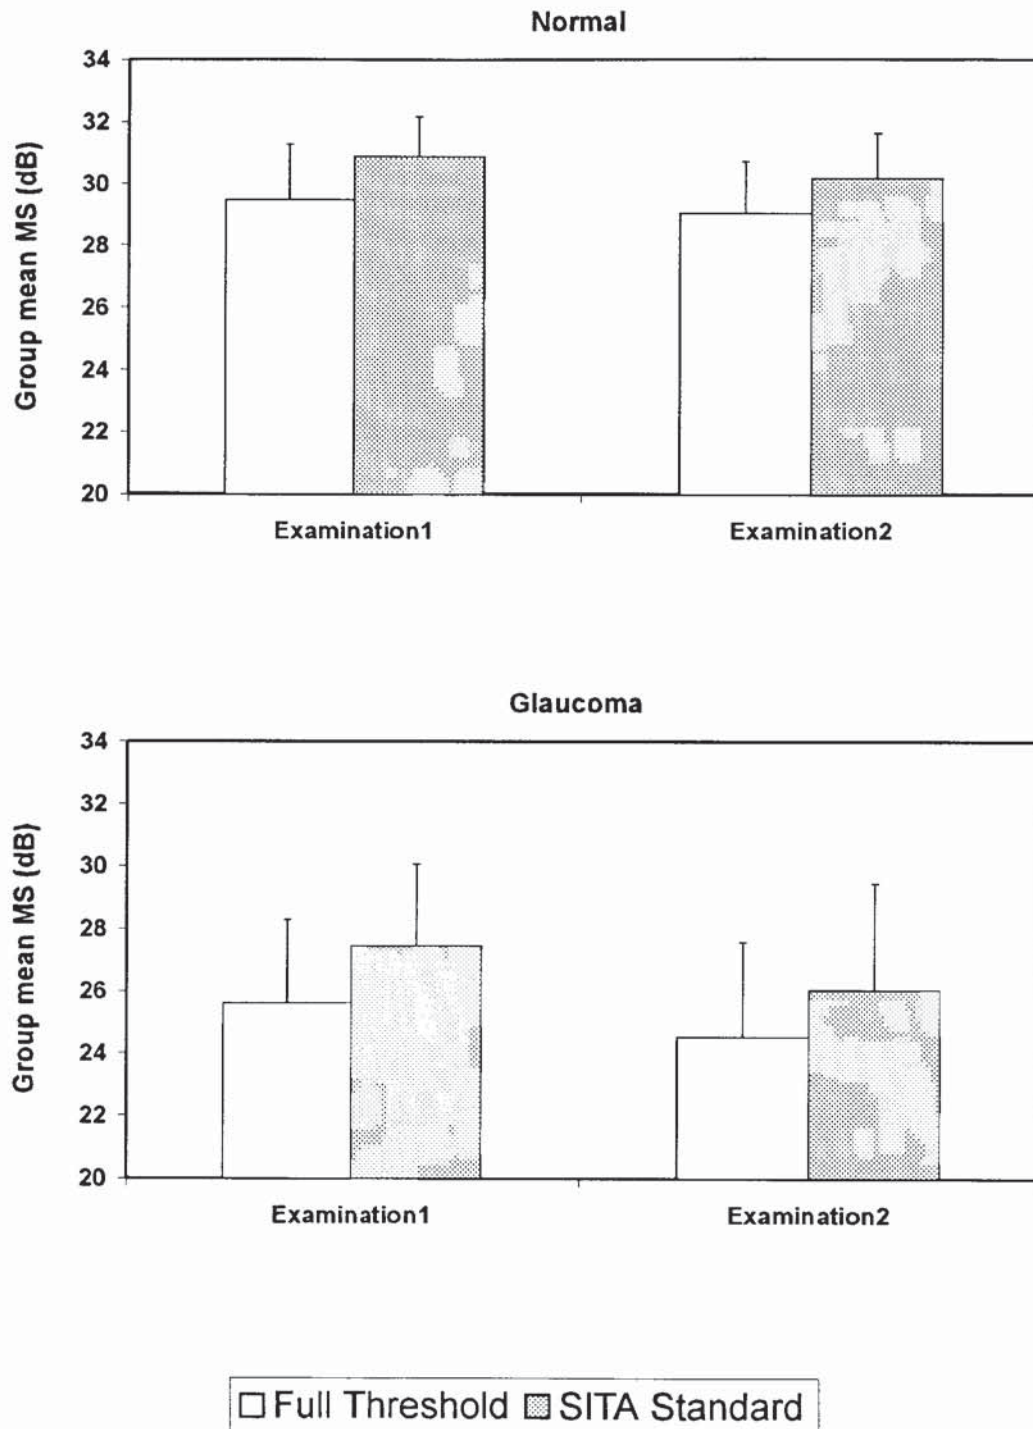 Normal
Group mean MS (dB)
34
32
30
28
26
24
22
20
Examination1 Examination2
Glaucoma
Group mean MS (dB)
34
32
30
28
26
24
22
20
Examination1 Examination2
Full Threshold SITA Standard